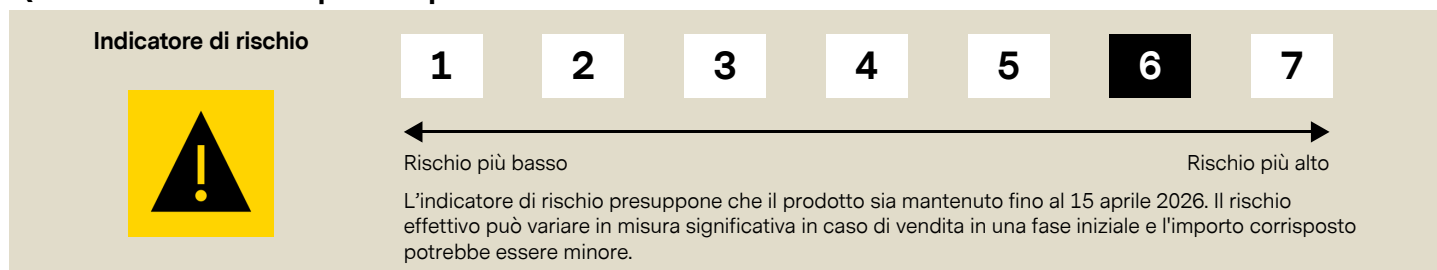 Indicatore di rischio
1 2 3 4 5 6 7
Rischio più basso Rischio più alto
L'indicatore di rischio presuppone che il prodotto sia mantenuto fino al 15 aprile 2026. Il rischio
effettivo può variare in misura significativa in caso di vendita in una fase iniziale e l'importo corrisposto
potrebbe essere minore.